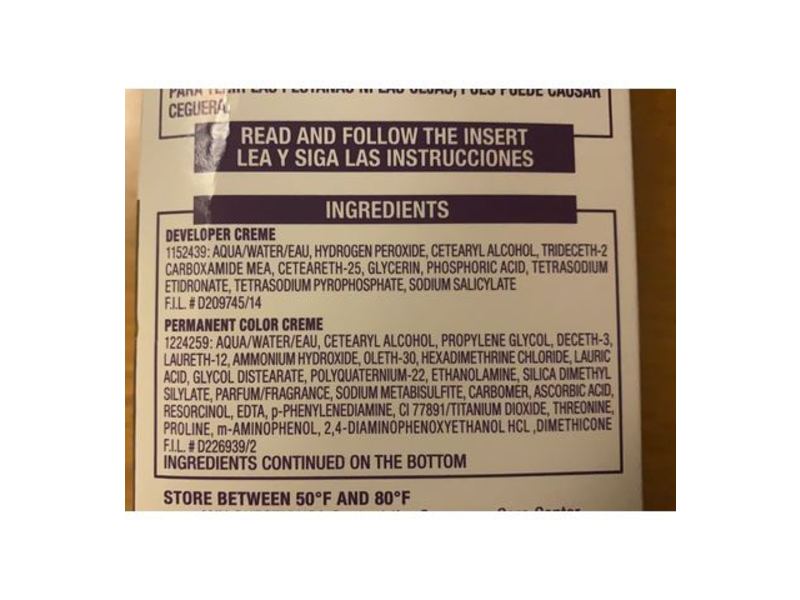 CEGUERA.
READ AND FOLLOW THE INSERT
LEA Y SIGA LAS INSTRUCCIONES
INGREDIENTS
DEVELOPER CREME
1152439: AQUA/WATER/EAU, HYDROGEN PEROXIDE, CETEARYL ALCOHOL, TRIDECETH-2
CARBOXAMIDE MEA, CETEARETH-25, GLYCERIN, PHOSPHORIC ACID, TETRASODIUM
ETIDRONATE, TETRASODIUM PYROPHOSPHATE, SODIUM SALICYLATE
F.I.L. # D209745/14
PERMANENT COLOR CREME
1224259: AQUA/WATER/EAU, CETEARYL ALCOHOL, PROPYLENE GLYCOL, DECETH-3,
LAURETH-12, AMMONIUM HYDROXIDE, OLETH-30, HEXADIMETHRINE CHLORIDE, LAURIC
ACID, GLYCOL DISTEARATE, POLYQUATERNIUM-22, ETHANOLAMINE, SILICA DIMETHYL
SILYLATE, PARFUM/FRAGRANCE, SODIUM METABISULFITE, CARBOMER, ASCORBIC ACID,
RESORCINOL, EDTA, p-PHENYLENEDIAMINE, CI 77891/TITANIUM DIOXIDE, THREONINE,
PROLINE, m-AMINOPHENOL, 2,4-DIAMINOPHENOXYETHANOL HCL ,DIMETHICONE
F.I.L. # D226939/2
INGREDIENTS CONTINUED ON THE BOTTOM
STORE BETWEEN 50°F AND 80°F